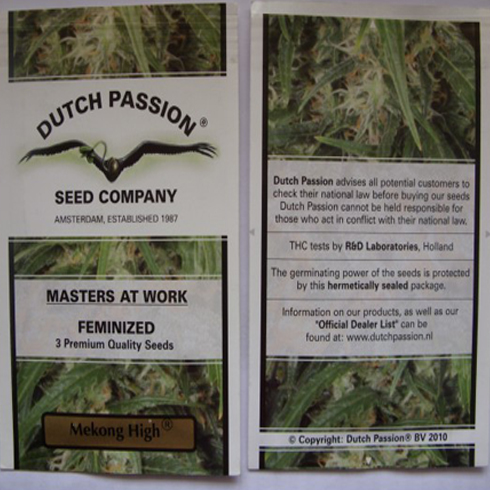 DUTCH PASSION®
SEED COMPANY
AMSTERDAM, ESTABLISHED 1987
MASTERS AT WORK
FEMINIZED
3 Premium Quality Seeds
Mekong High®
Dutch Passion advises all potential customers to
check their national law before buying our seeds
Dutch Passion cannot be held responsible for
those who act in conflict with their national law.
THC tests by R&D Laboratories, Holland
The germinating power of the seeds is protected
by this hermetically sealed package.
Information on our products, as well as our
"Official Dealer List" can be
found at: www.dutchpassion.nl
© Copyright: Dutch Passion® BV 2010